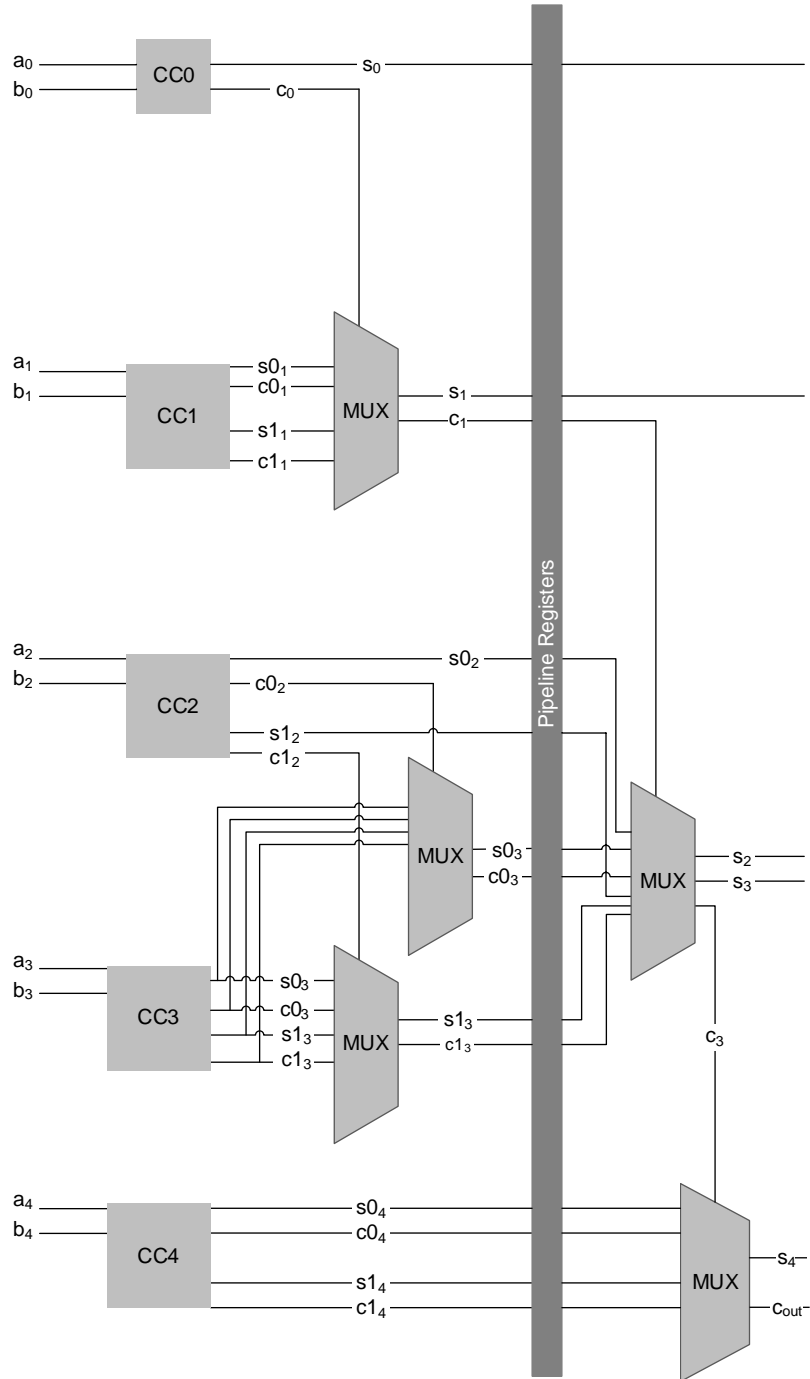 a0
CC0
s0
b0
c0
a1
s01
b1
c01
CC1
MUX
s1
s11
c1
c11
Pipeline Registers
a2
s02
b2
c02
CC2
s12
c12
MUX
s03
s2
c03
MUX
s3
a3
s03
b3
c03
CC3
s13
s13
MUX
c13
c3
c13
a4
s04
b4
c04
CC4
s4
s14
MUX
c14
cout